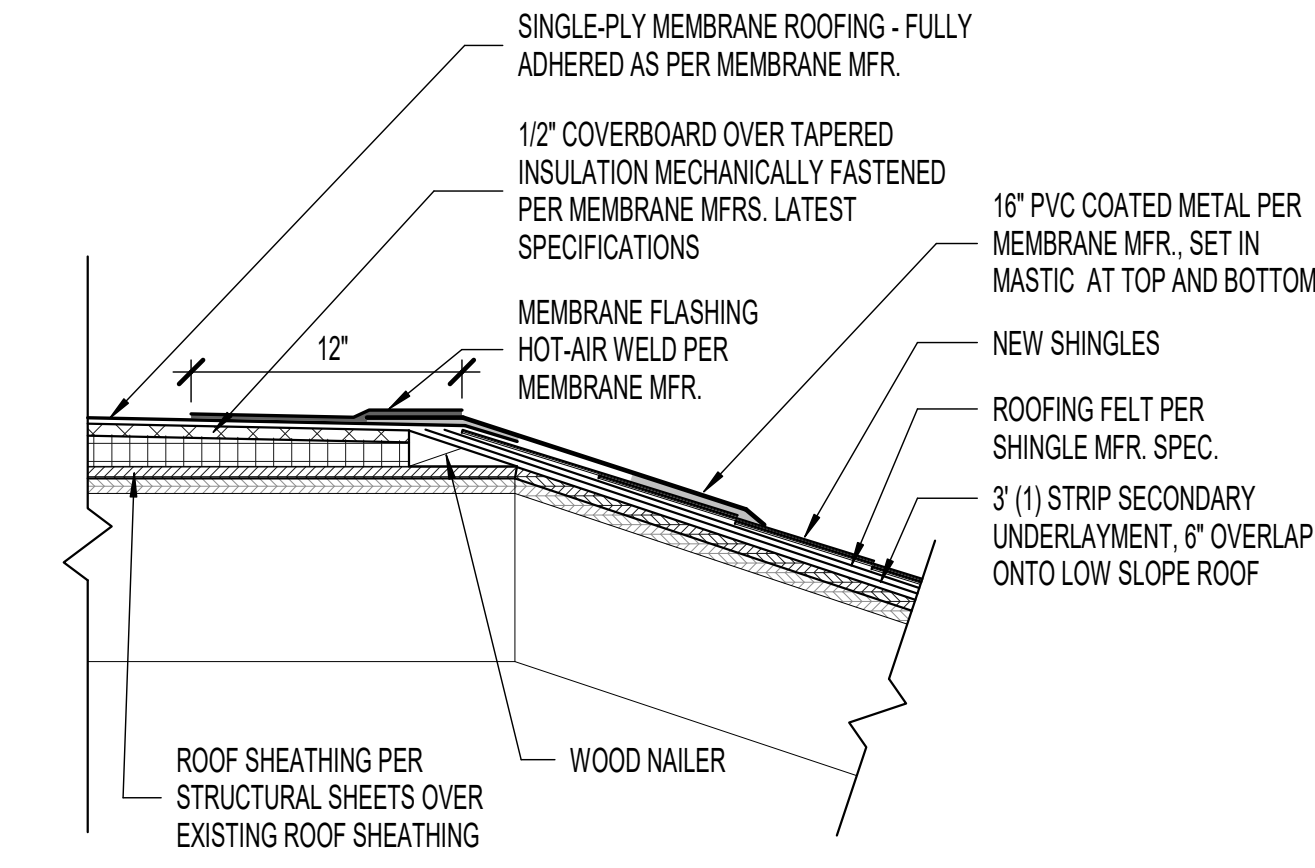 SINGLE-PLY MEMBRANE ROOFING - FULLY
ADHERED AS PER MEMBRANE MFR.
1/2" COVERBOARD OVER TAPERED
INSULATION MECHANICALLY FASTENED
PER MEMBRANE MFRS. LATEST
SPECIFICATIONS
MEMBRANE FLASHING
HOT-AIR WELD PER
MEMBRANE MFR.
12"
16" PVC COATED METAL PER
MEMBRANE MFR., SET IN
MASTIC AT TOP AND BOTTOM
NEW SHINGLES
ROOFING FELT PER
SHINGLE MFR. SPEC.
3' (1) STRIP SECONDARY
UNDERLAYMENT, 6" OVERLAP
ONTO LOW SLOPE ROOF
WOOD NAILER
ROOF SHEATHING PER
STRUCTURAL SHEETS OVER
EXISTING ROOF SHEATHING